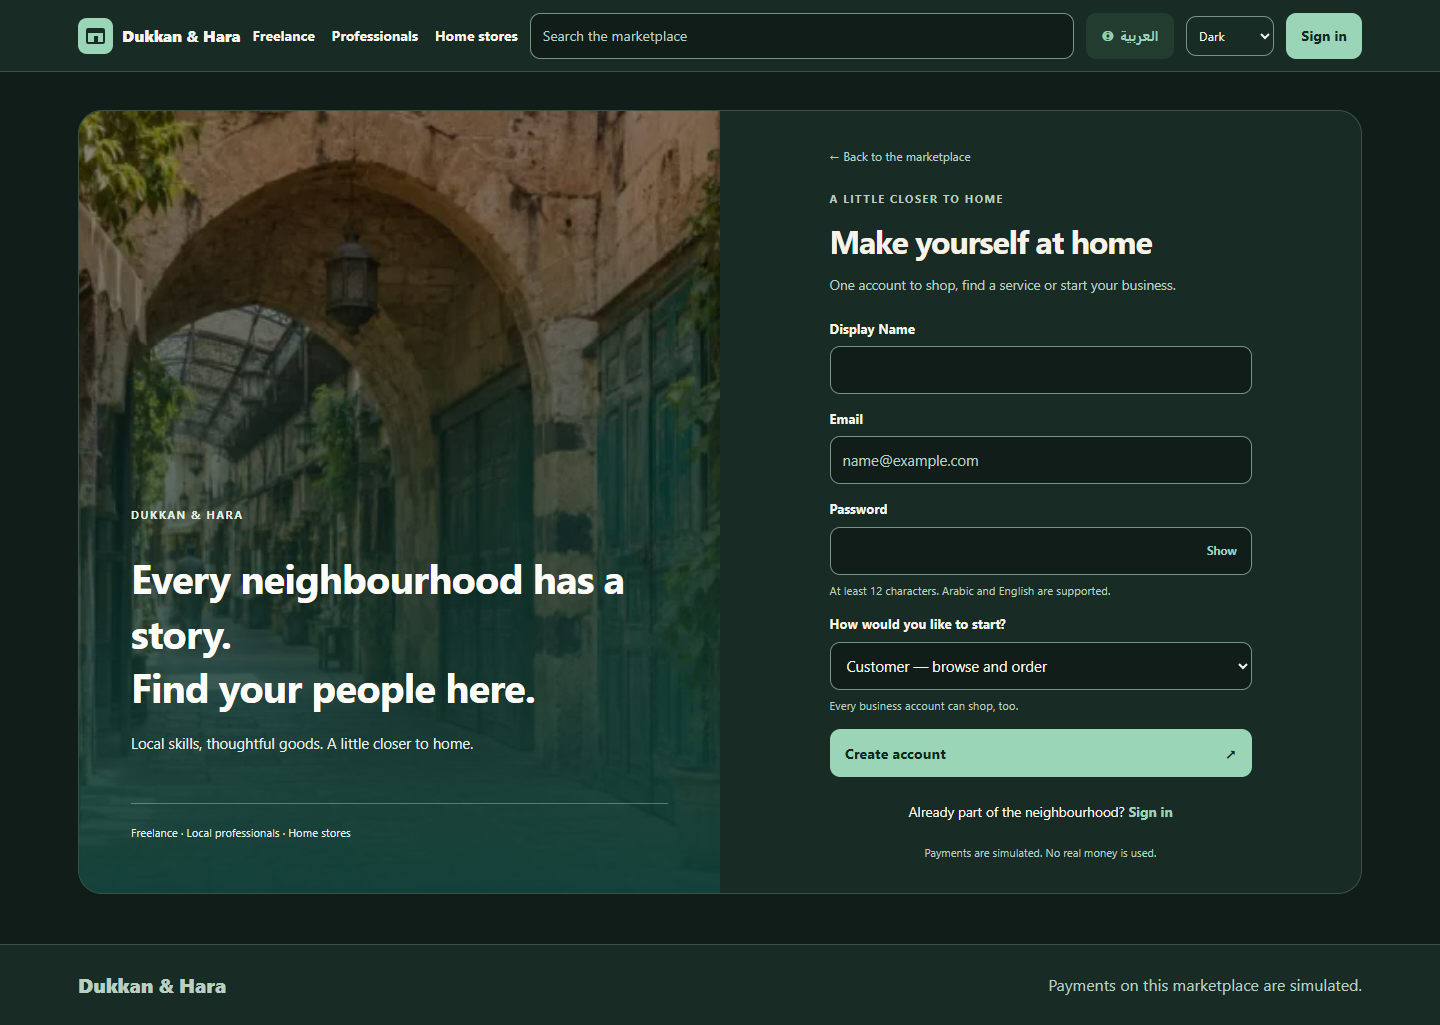 Dukkan & Hara
Freelance
Professionals
Home stores
Search the marketplace
العربية
Dark
Sign in
DUKKAN & HARA
Every neighbourhood has a
story.
Find your people here.
Local skills, thoughtful goods. A little closer to home.
Freelance · Local professionals · Home stores
← Back to the marketplace
A LITTLE CLOSER TO HOME
Make yourself at home
One account to shop, find a service or start your business.
Display Name
Email
name@example.com
Password
Show
At least 12 characters. Arabic and English are supported.
How would you like to start?
Customer — browse and order
Every business account can shop, too.
Create account ↗
Already part of the neighbourhood? Sign in
Payments are simulated. No real money is used.
Dukkan & Hara
Payments on this marketplace are simulated.